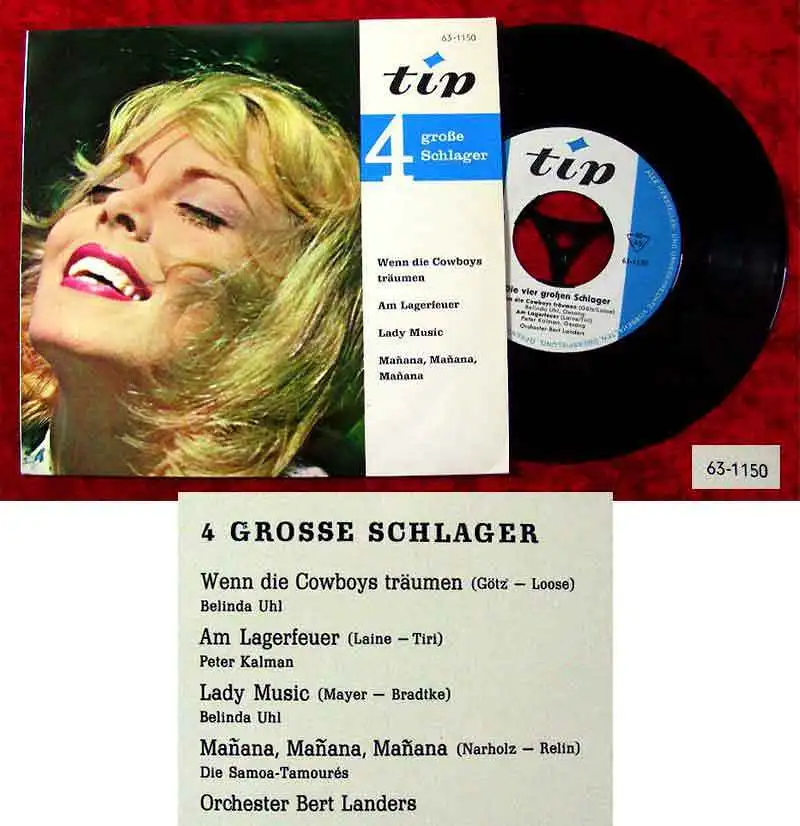 63-1150
tip
4 große
Schlager
Wenn die Cowboys
träumen
Am Lagerfeuer
Lady Music
Mañana, Mañana,
Mañana
tip
45
63-1150
Die vier großen Schlager
die Cowboys träumen (Götz/Loose)
Belinda Uhl, Gesang
Am Lagerfeuer (Laine/Tiri)
Peter Kalman, Gesang
Orchester Bert Landers
63-1150
4 GROSSE SCHLAGER
Wenn die Cowboys träumen (Götz – Loose)
Belinda Uhl
Am Lagerfeuer (Laine – Tiri)
Peter Kalman
Lady Music (Mayer – Bradtke)
Belinda Uhl
Mañana, Mañana, Mañana (Narholz – Relin)
Die Samoa-Tamourés
Orchester Bert Landers